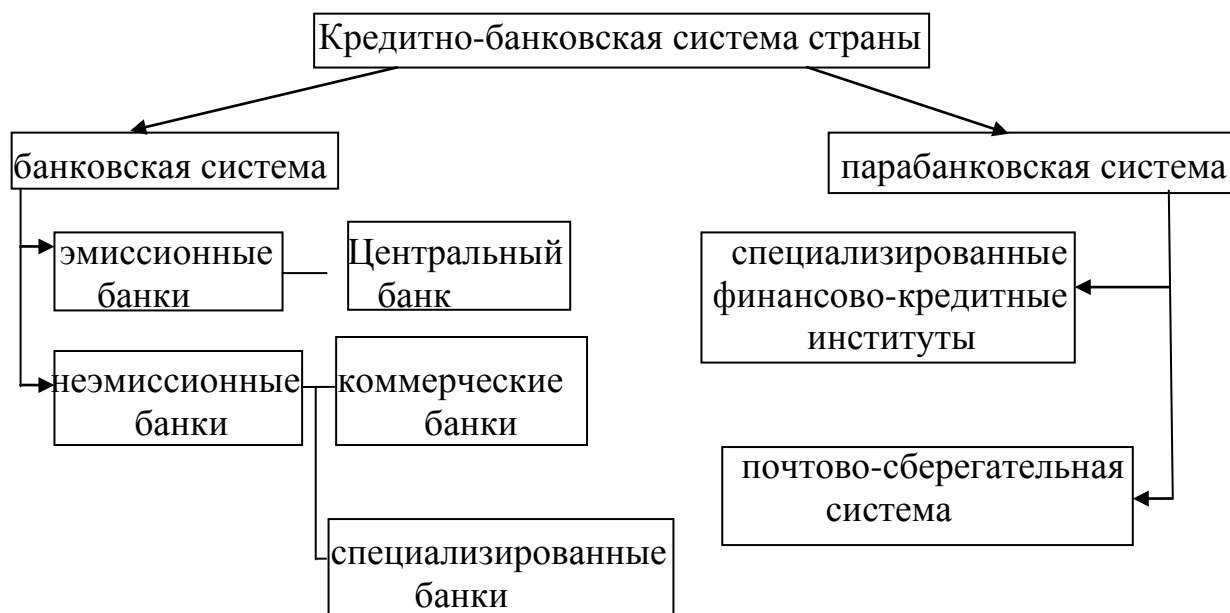 Кредитно-банковская система страны
банковская система
парабанковская система
эмиссионные
банки
Центральный
банк
специализированные
финансово-кредитные
институты
неэмиссионные
банки
коммерческие
банки
почтово-сберегательная
система
специализированные
банки